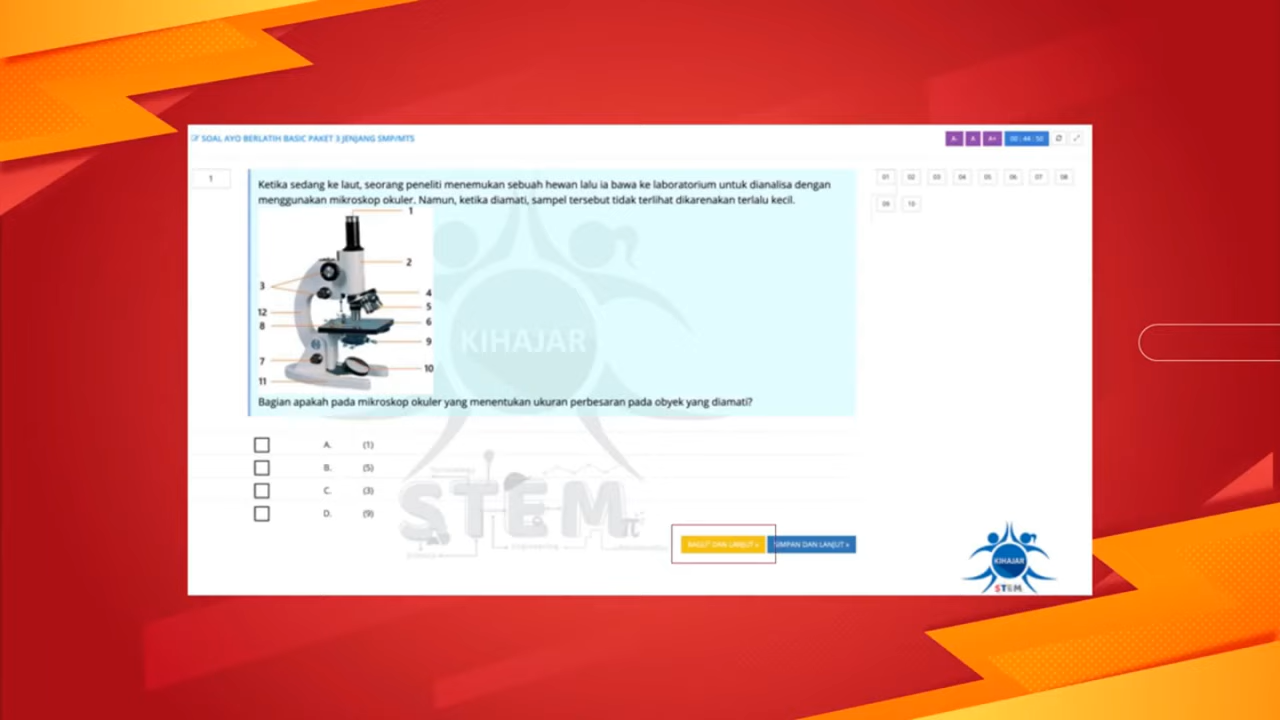 SOAL AYO BERLATIH BASIC PAKET 3 JENJANG SMP/MTS
A- A A+ 00 : 44 : 50
1
Ketika sedang ke laut, seorang peneliti menemukan sebuah hewan lalu ia bawa ke laboratorium untuk dianalisa dengan
menggunakan mikroskop okuler. Namun, ketika diamati, sampel tersebut tidak terlihat dikarenakan terlalu kecil.
1
2
3
4
5
12
6
8
9
7
10
11
Bagian apakah pada mikroskop okuler yang menentukan ukuran perbesaran pada obyek yang diamati?
A. (1)
B. (5)
C. (3)
D. (9)
RAGU DAN LANJUT »
SIMPAN DAN LANJUT »
01 02 03 04 05 06 07 08
09 10
KIHAJAR
STEM
KIHAJAR
STEM